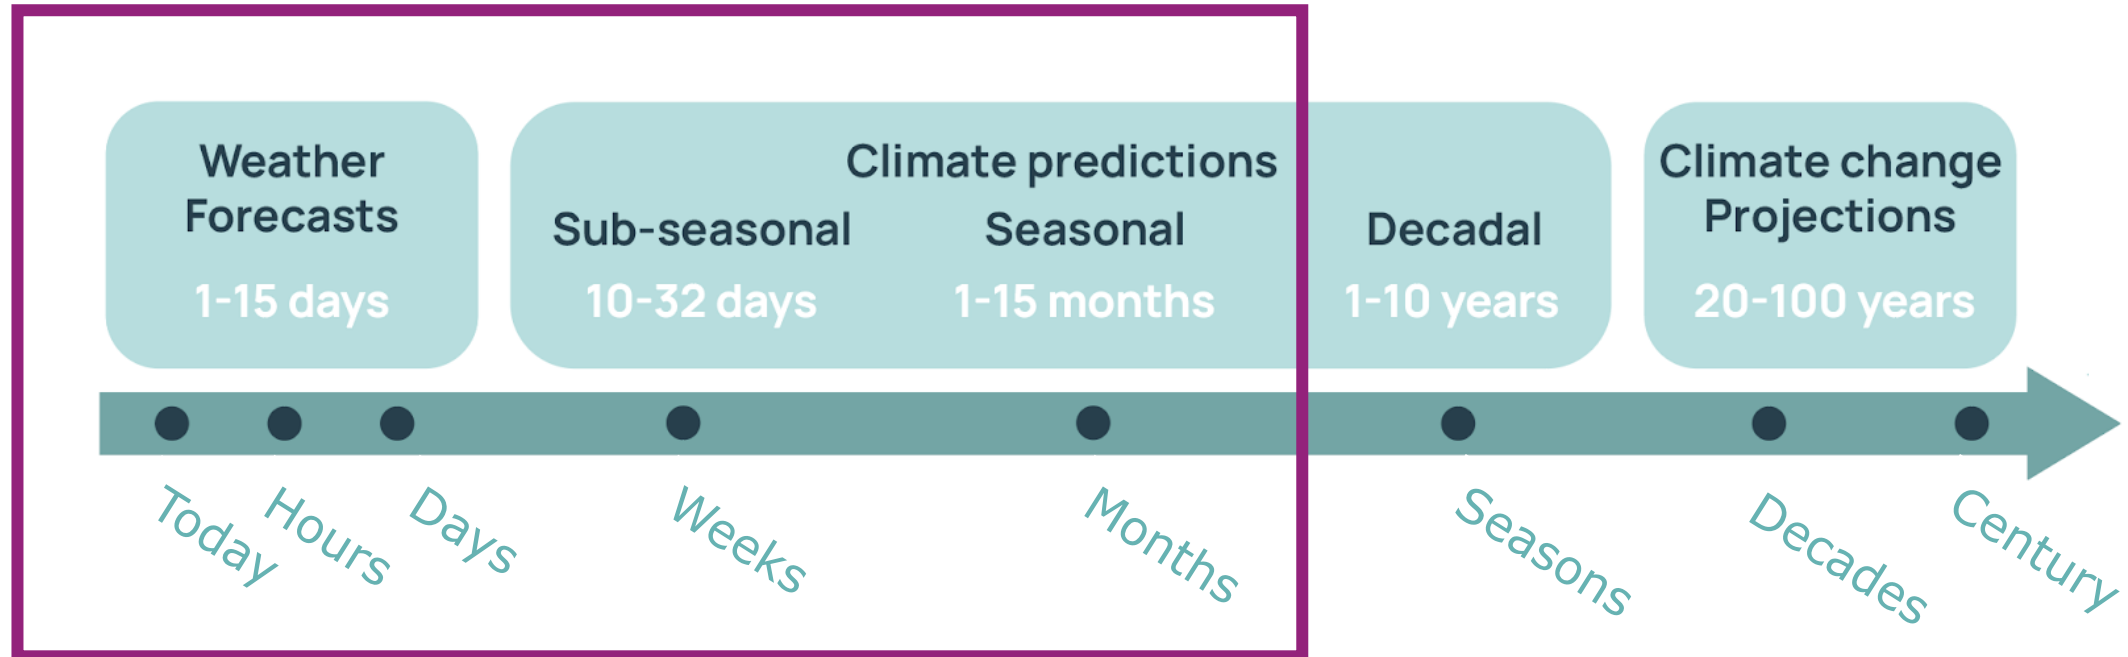 Weather
Forecasts
1-15 days
Climate predictions
Sub-seasonal
10-32 days
Seasonal
1-15 months
Decadal
1-10 years
Climate change
Projections
20-100 years
Today
Hours
Days
Weeks
Months
Seasons
Decades
Century